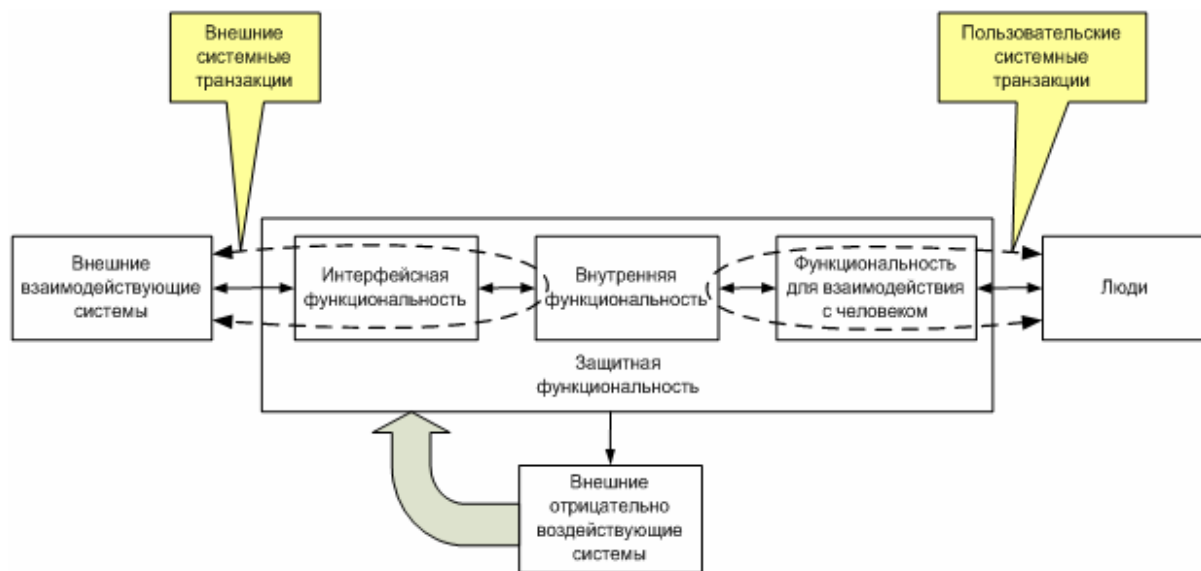 Внешние
системные
транзакции
Пользовательские
системные
транзакции
Внешние
взаимодействующие
системы
Интерфейсная
функциональность
Внутренняя
функциональность
Функциональность
для взаимодействия
с человеком
Люди
Защитная
функциональность
Внешние
отрицательно
воздействующие
системы